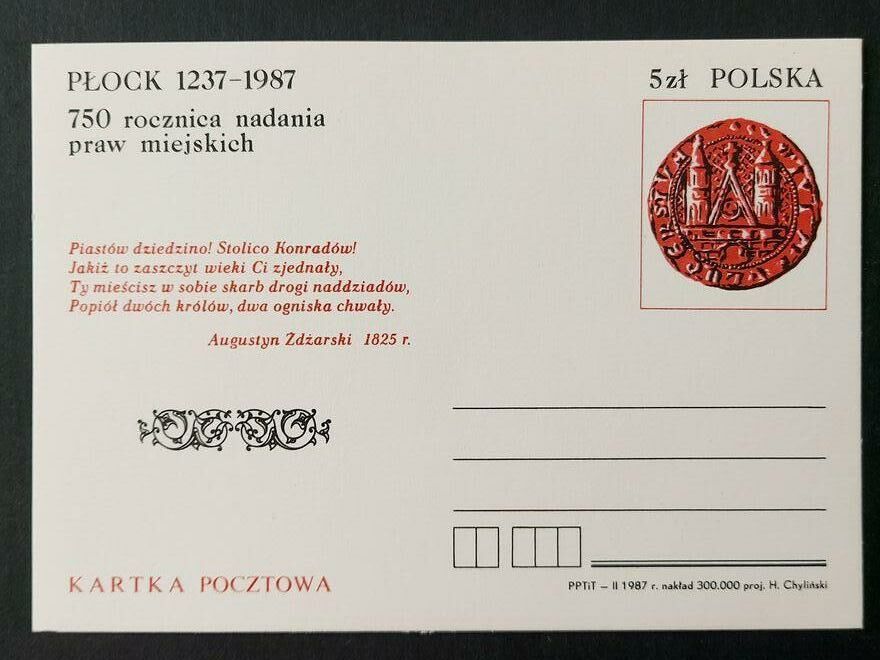 PŁOCK 1237-1987
750 rocznica nadania
praw miejskich
5zł POLSKA
Piastów dziedzino! Stolico Konradów!
Jakiż to zaszczyt wieki Ci zjednały,
Ty mieścisz w sobie skarb drogi naddziadów,
Popiół dwóch królów, dwa ogniska chwały.
Augustyn Żdżarski 1825 r.
KARTKA POCZTOWA
PPTiT – II 1987 r. nakład 300.000 proj. H. Chyliński